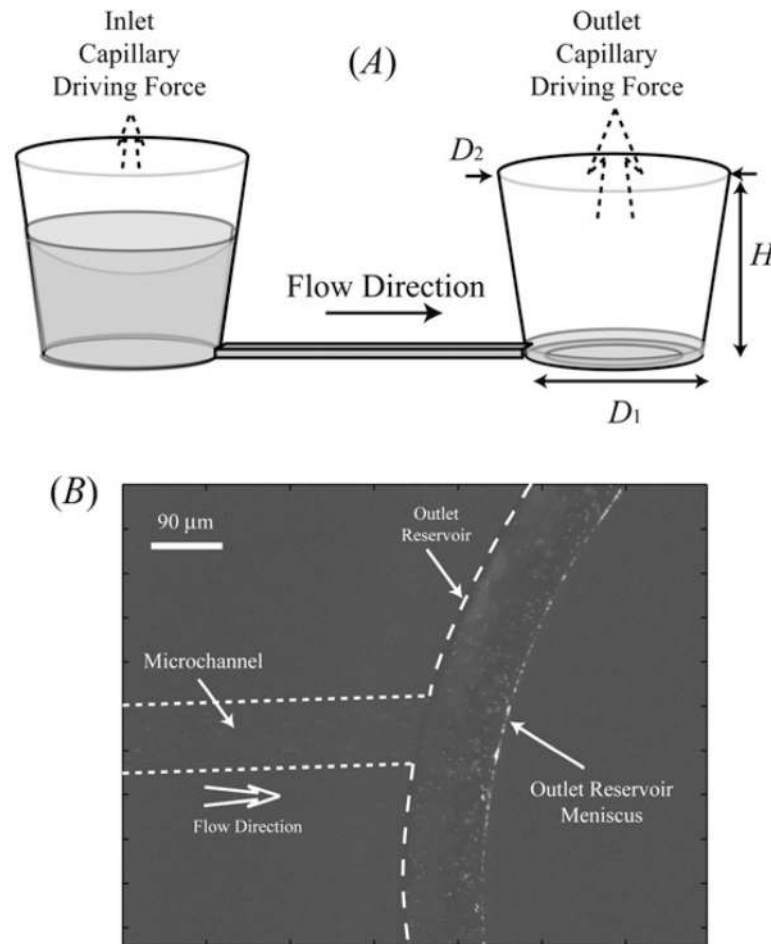 Inlet
Capillary
Driving Force
(A)
Outlet
Capillary
Driving Force
D2
H
Flow Direction
D1
(B)
90 μm
Outlet
Reservoir
Microchannel
Flow Direction
Outlet Reservoir
Meniscus